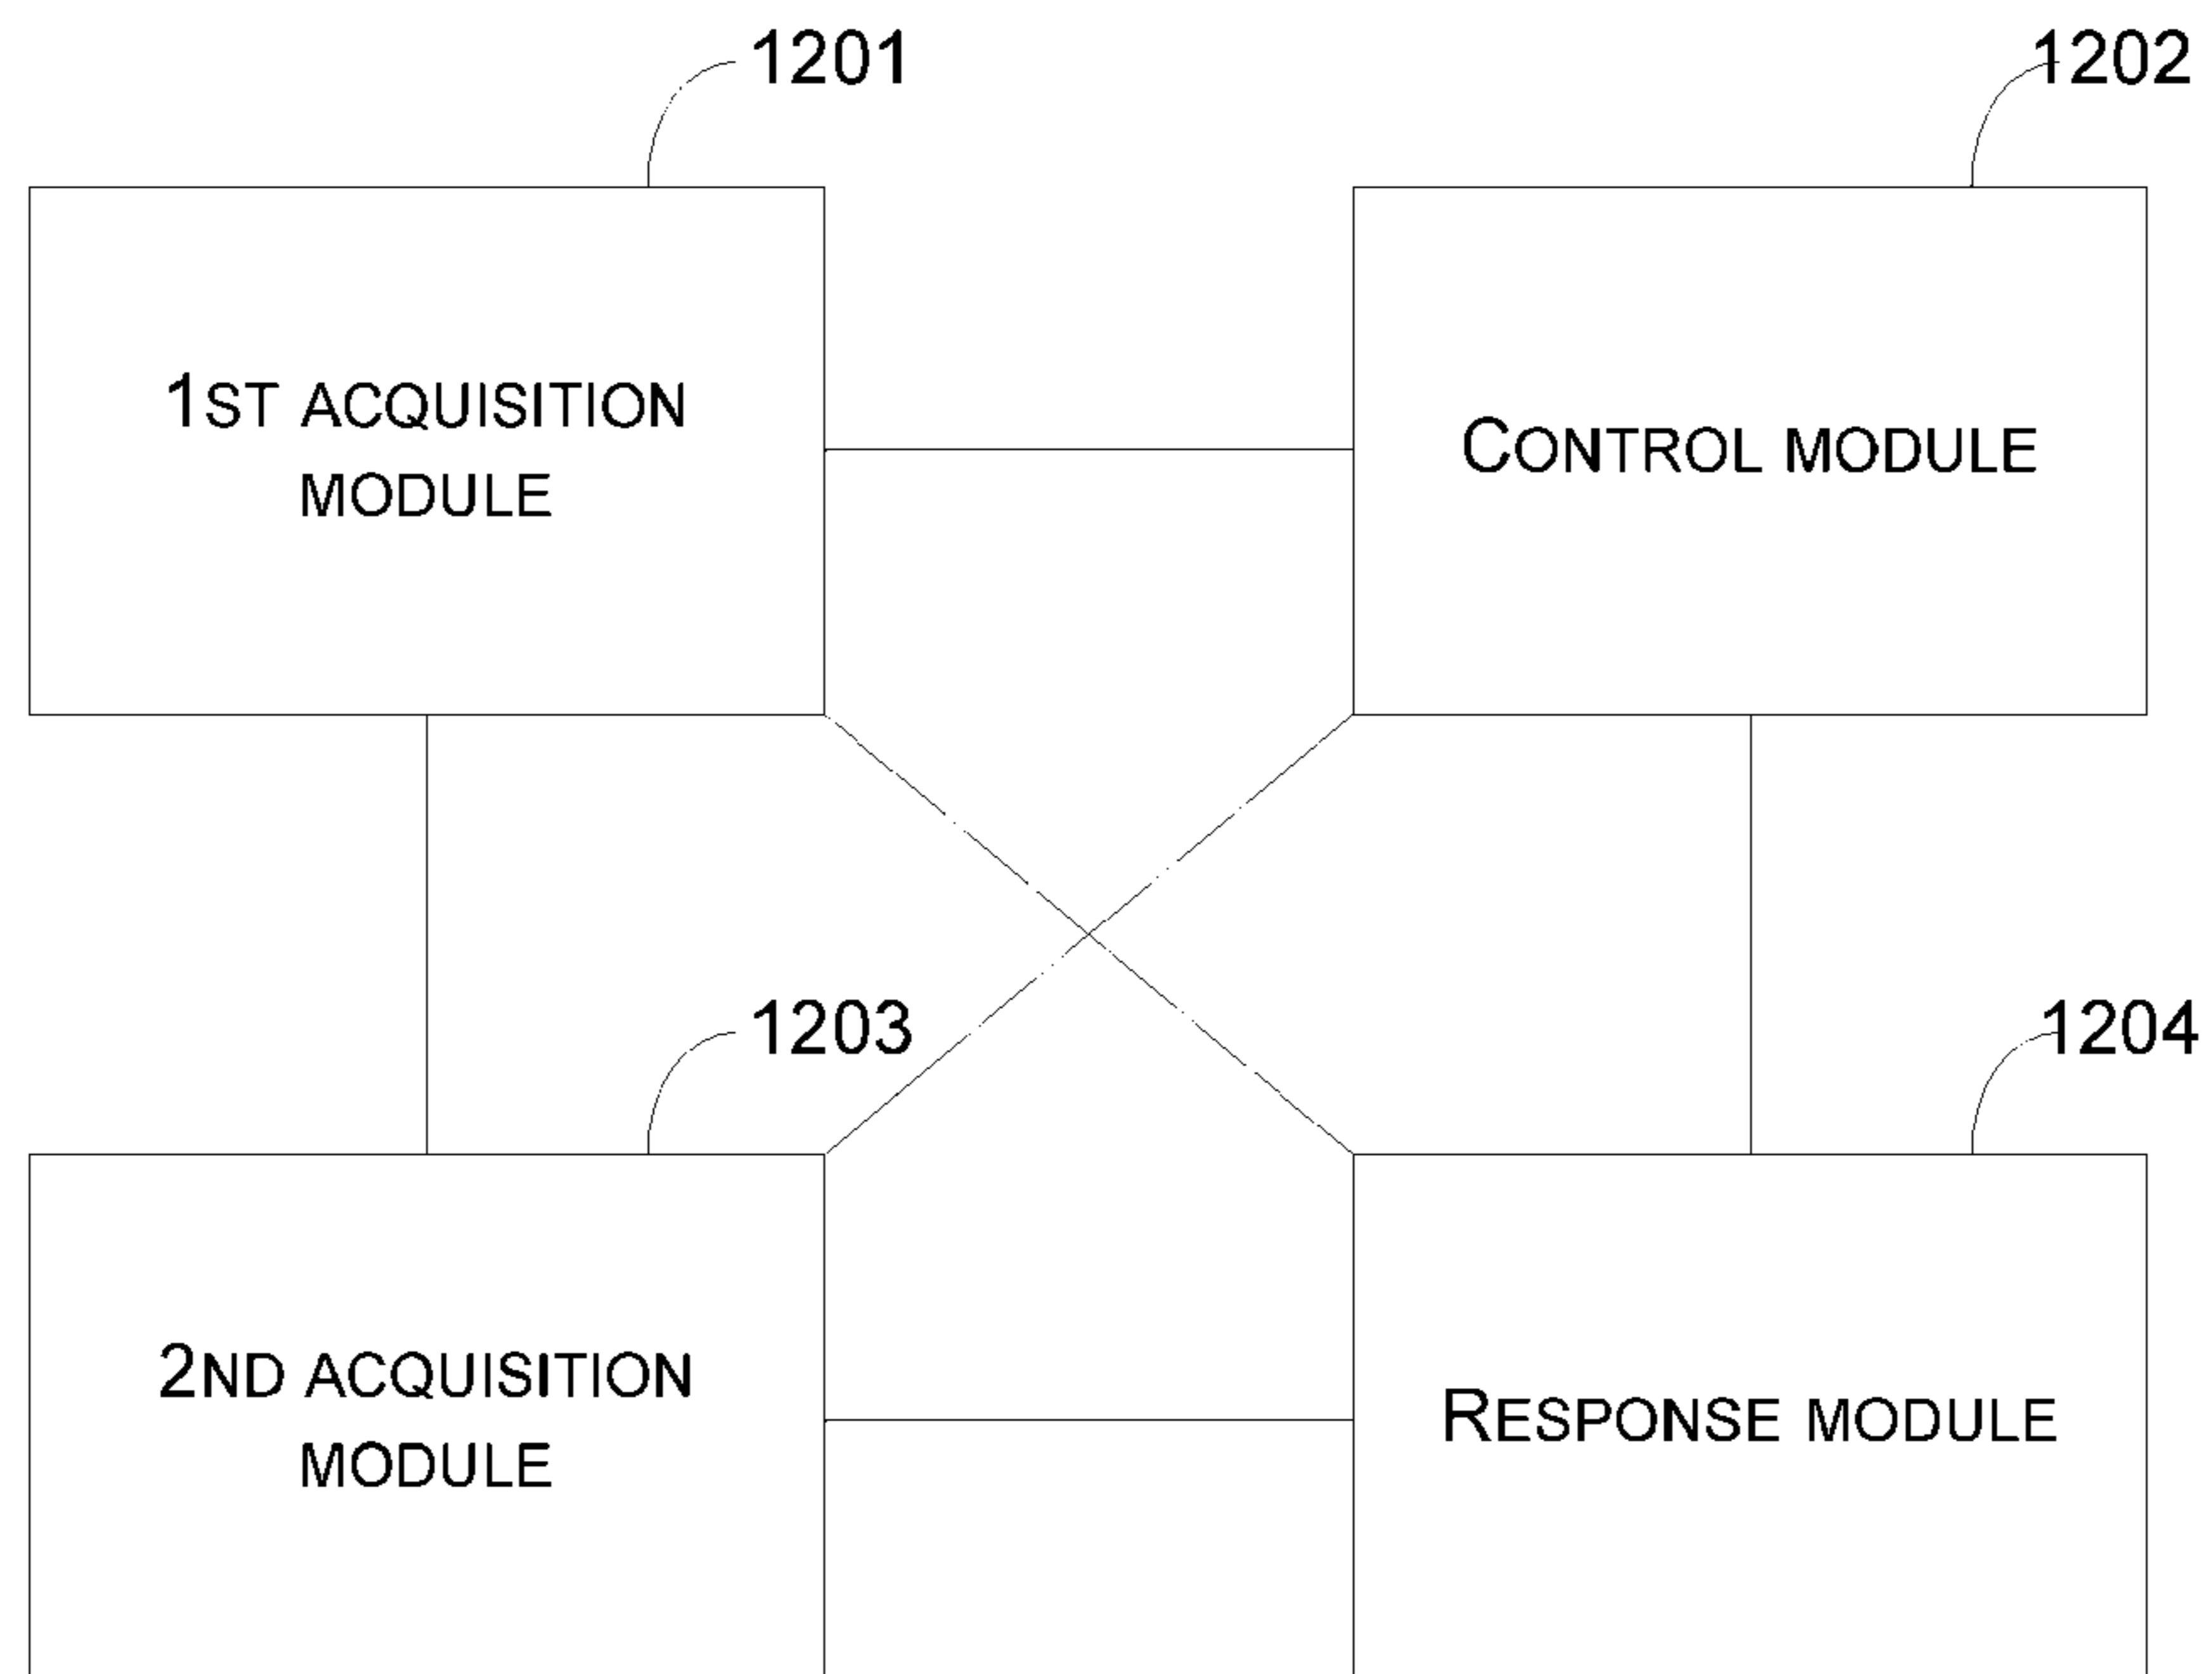 1201
1202
1ST ACQUISITION
MODULE
CONTROL MODULE
1203
1204
2ND ACQUISITION
MODULE
RESPONSE MODULE